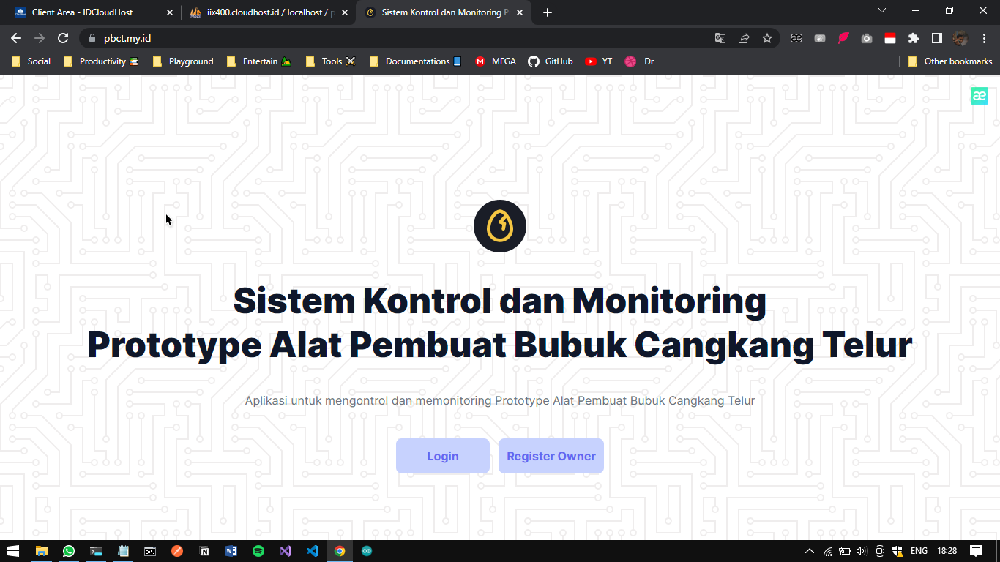 Client Area - IDCloudHost
iix400.cloudhost.id / localhost / p
Sistem Kontrol dan Monitoring P
pbct.my.id
Social
Productivity
Playground
Entertain
Tools
Documentations
MEGA
GitHub
YT
Dr
Other bookmarks
æ
Sistem Kontrol dan Monitoring
Prototype Alat Pembuat Bubuk Cangkang Telur
Aplikasi untuk mengontrol dan memonitoring Prototype Alat Pembuat Bubuk Cangkang Telur
Login
Register Owner
ENG
18:28